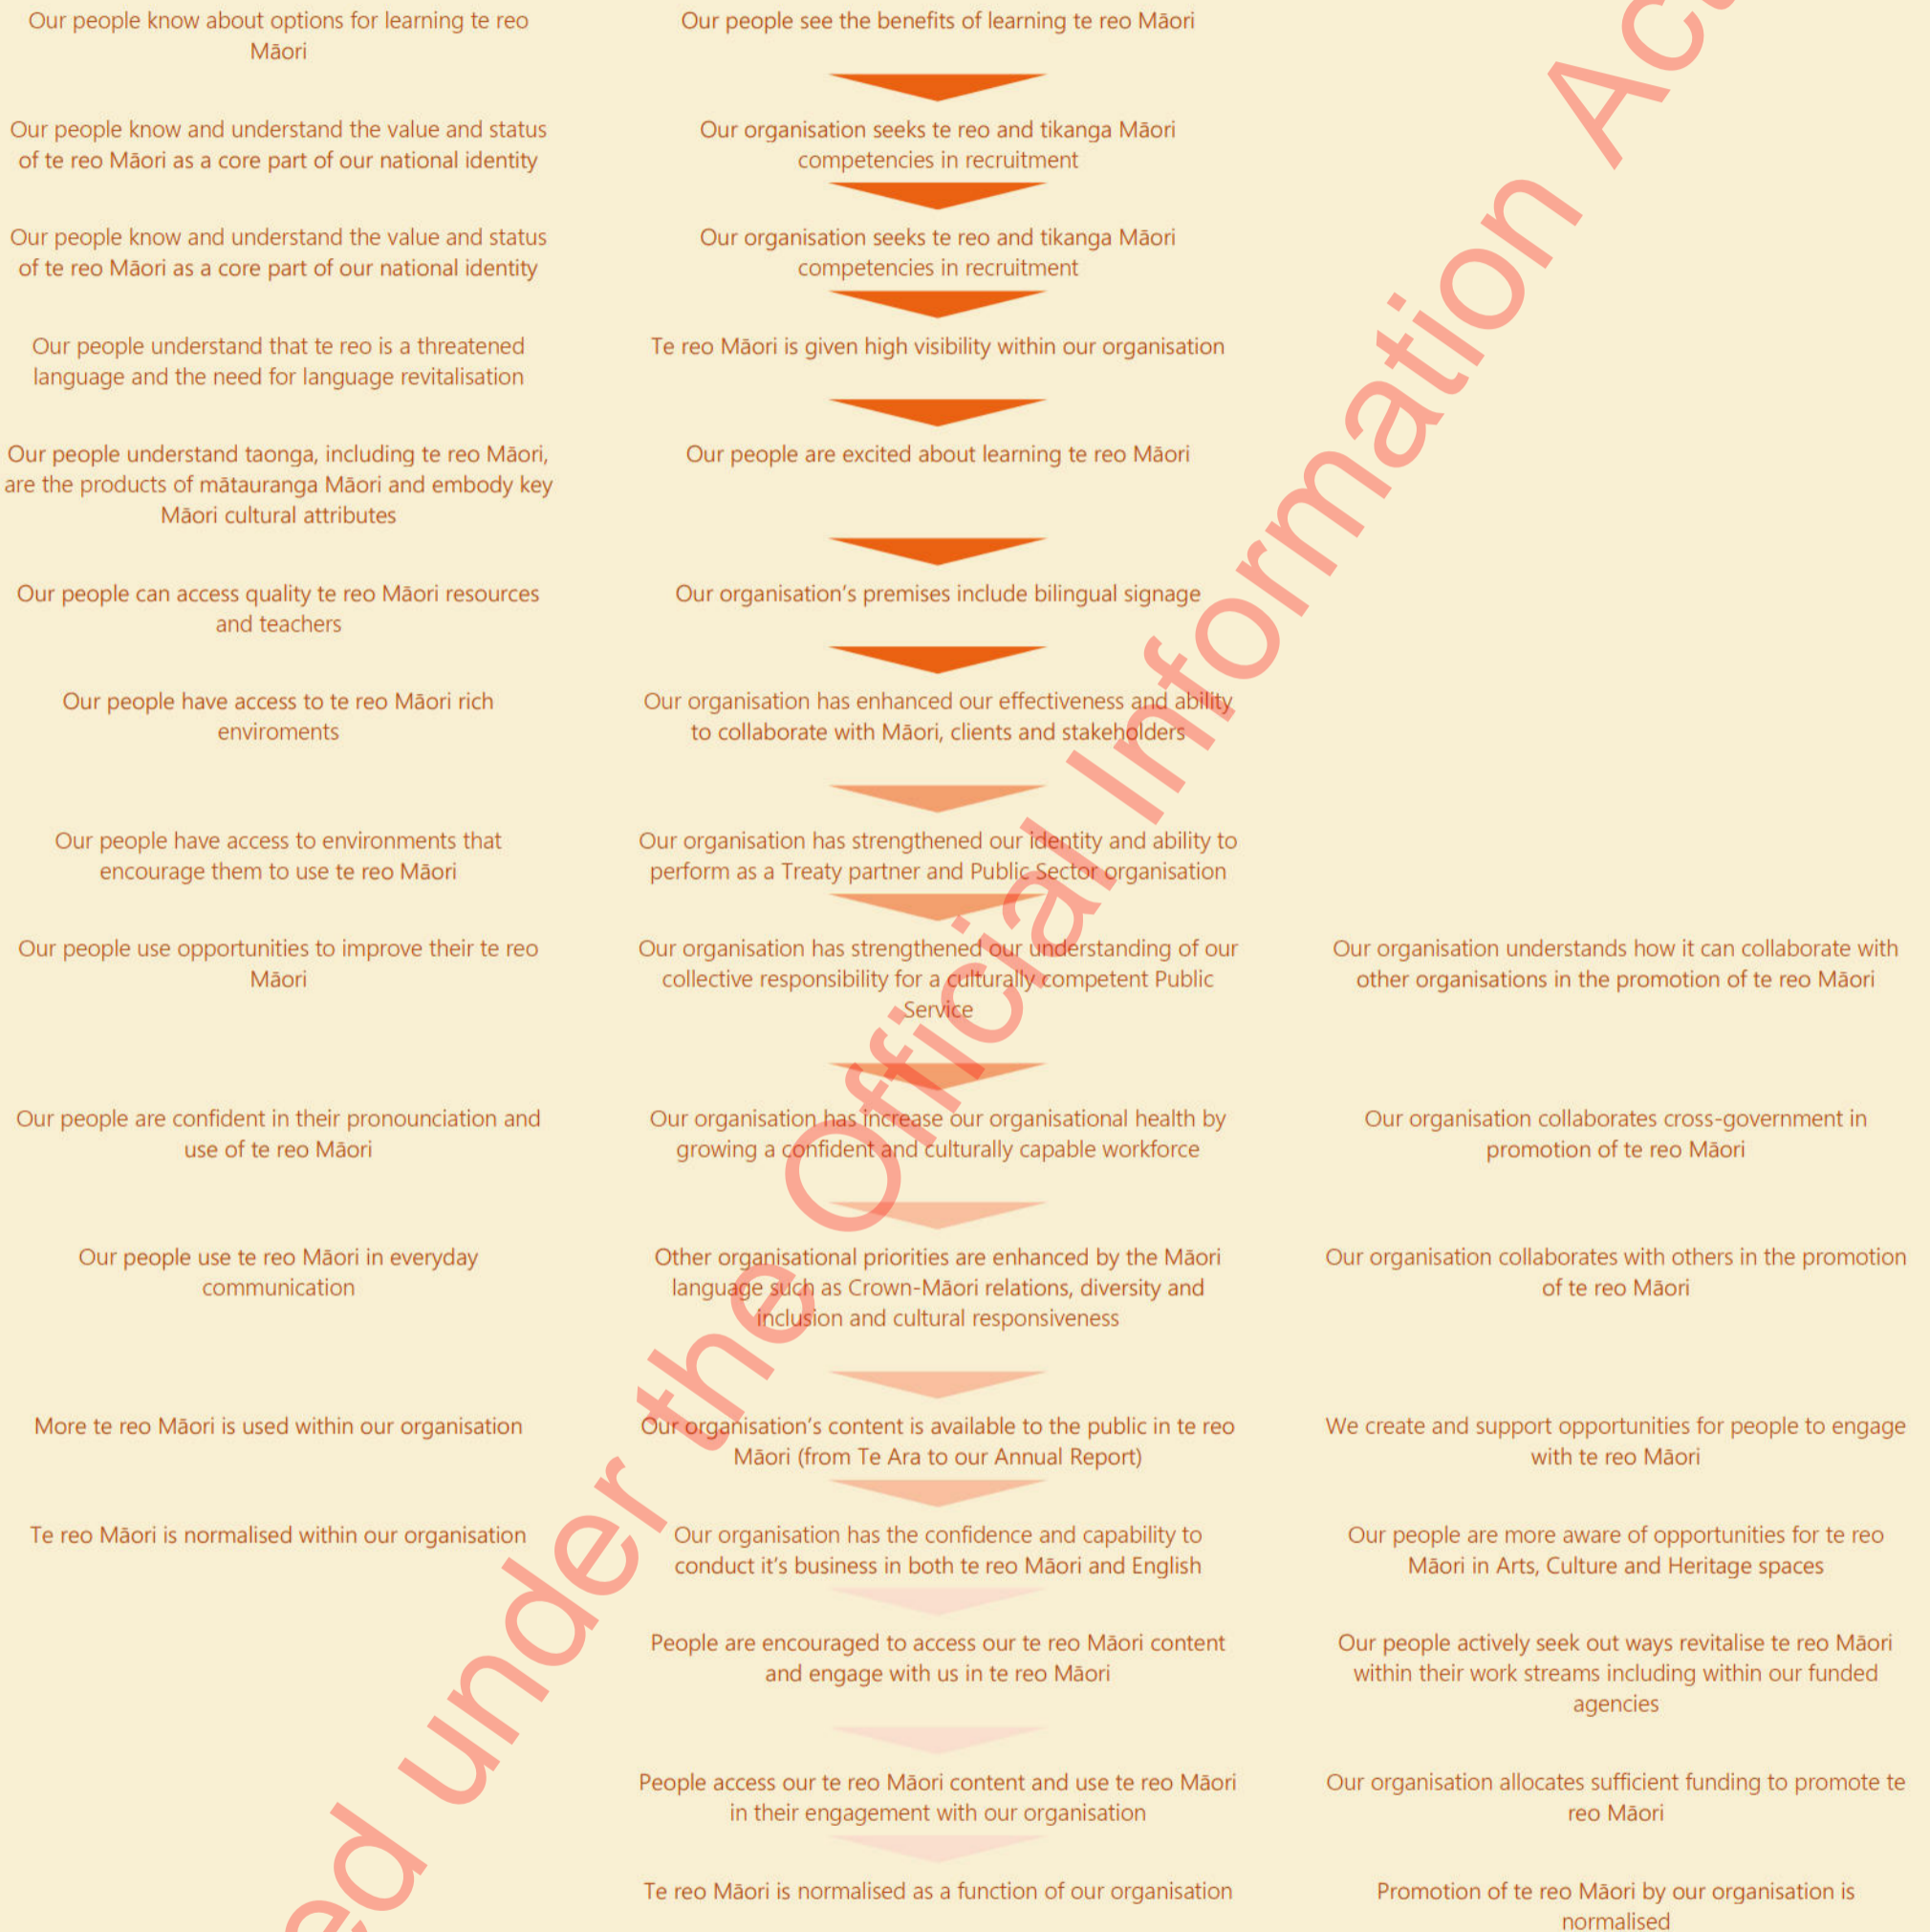 Our people know about options for learning te reo
Māori
Our people see the benefits of learning te reo Māori
Our people know and understand the value and status
of te reo Māori as a core part of our national identity
Our organisation seeks te reo and tikanga Māori
competencies in recruitment
Our people know and understand the value and status
of te reo Māori as a core part of our national identity
Our organisation seeks te reo and tikanga Māori
competencies in recruitment
Our people understand that te reo is a threatened
language and the need for language revitalisation
Te reo Māori is given high visibility within our organisation
Our people understand taonga, including te reo Māori,
are the products of mātauranga Māori and embody key
Māori cultural attributes
Our people are excited about learning te reo Māori
Our people can access quality te reo Māori resources
and teachers
Our organisation's premises include bilingual signage
Our people have access to te reo Māori rich
enviroments
Our organisation has enhanced our effectiveness and ability
to collaborate with Māori, clients and stakeholders
Our people have access to environments that
encourage them to use te reo Māori
Our organisation has strengthened our identity and ability to
perform as a Treaty partner and Public Sector organisation
Our people use opportunities to improve their te reo
Māori
Our organisation has strengthened our understanding of our
collective responsibility for a culturally competent Public
Service
Our organisation understands how it can collaborate with
other organisations in the promotion of te reo Māori
Our people are confident in their pronounciation and
use of te reo Māori
Our organisation has increase our organisational health by
growing a confident and culturally capable workforce
Our organisation collaborates cross-government in
promotion of te reo Māori
Our people use te reo Māori in everyday
communication
Other organisational priorities are enhanced by the Māori
language such as Crown-Māori relations, diversity and
inclusion and cultural responsiveness
Our organisation collaborates with others in the promotion
of te reo Māori
More te reo Māori is used within our organisation
Our organisation's content is available to the public in te reo
Māori (from Te Ara to our Annual Report)
We create and support opportunities for people to engage
with te reo Māori
Te reo Māori is normalised within our organisation
Our organisation has the confidence and capability to
conduct it's business in both te reo Māori and English
Our people are more aware of opportunities for te reo
Māori in Arts, Culture and Heritage spaces
People are encouraged to access our te reo Māori content
and engage with us in te reo Māori
Our people actively seek out ways revitalise te reo Māori
within their work streams including within our funded
agencies
People access our te reo Māori content and use te reo Māori
in their engagement with our organisation
Our organisation allocates sufficient funding to promote te
reo Māori
Te reo Māori is normalised as a function of our organisation
Promotion of te reo Māori by our organisation is
normalised
under the Official Information